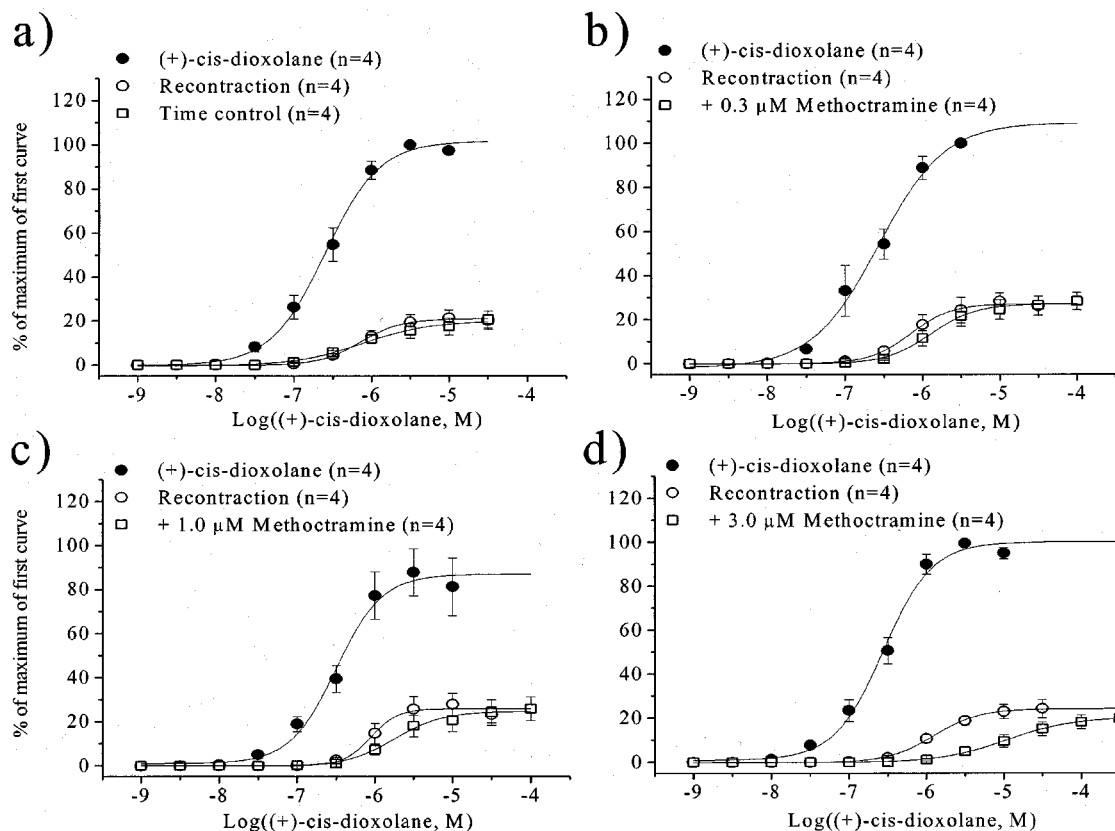 a)
(+)-cis-dioxolane (n=4)
Recontraction (n=4)
Time control (n=4)
% of maximum of first curve
120
100
80
60
40
20
0
-9
-8
-7
-6
-5
-4
Log((+)-cis-dioxolane, M)
b)
(+)-cis-dioxolane (n=4)
Recontraction (n=4)
+ 0.3 µM Methoctramine (n=4)
120
100
80
60
40
20
0
-9
-8
-7
-6
-5
-4
Log((+)-cis-dioxolane, M)
c)
(+)-cis-dioxolane (n=4)
Recontraction (n=4)
+ 1.0 µM Methoctramine (n=4)
% of maximum of first curve
120
100
80
60
40
20
0
-9
-8
-7
-6
-5
-4
Log((+)-cis-dioxolane, M)
d)
(+)-cis-dioxolane (n=4)
Recontraction (n=4)
+ 3.0 µM Methoctramine (n=4)
120
100
80
60
40
20
0
-9
-8
-7
-6
-5
-4
Log((+)-cis-dioxolane, M)